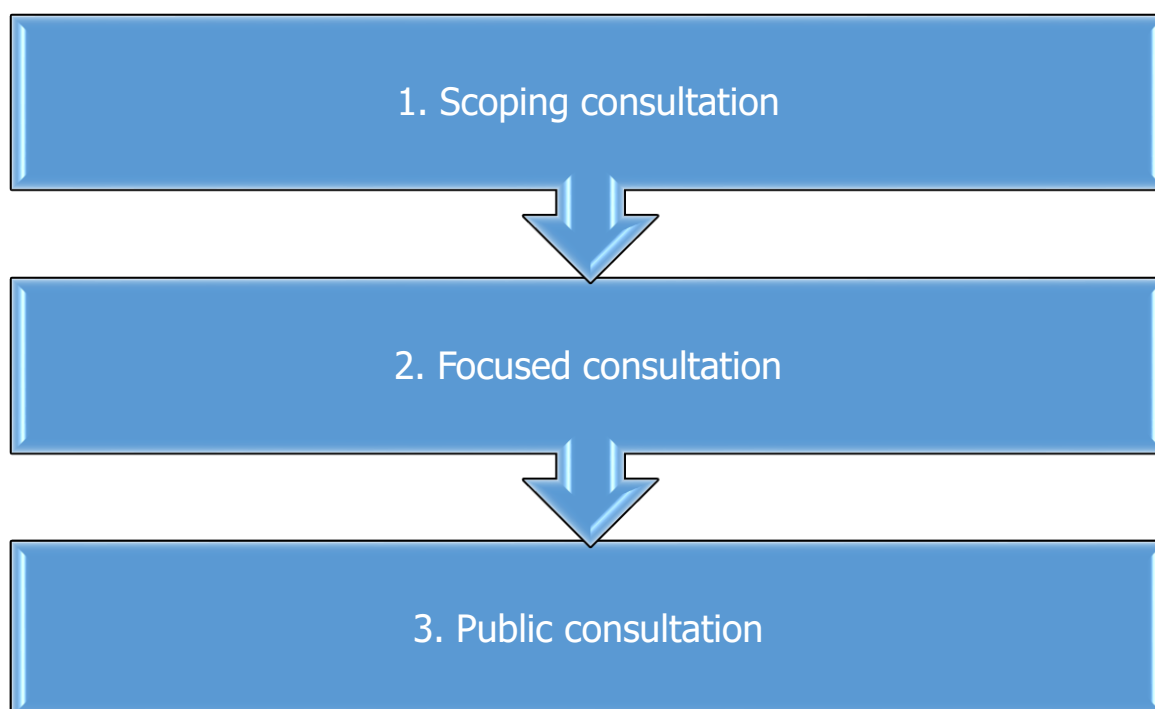 1. Scoping consultation
2. Focused consultation
3. Public consultation